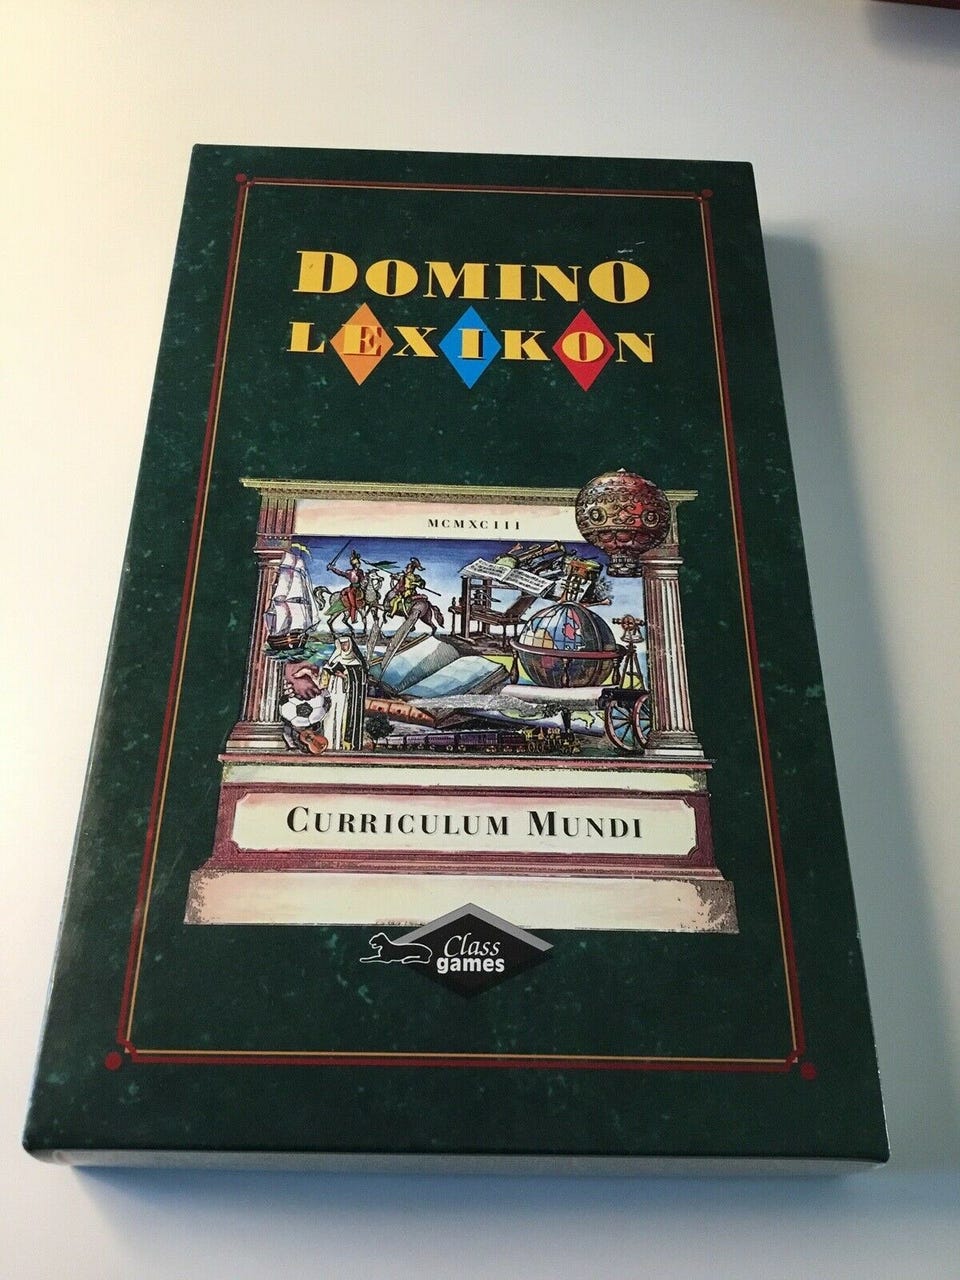 DOMINO
LEXIKON
MCMXCIII
CURRICULUM MUNDI
Class
games